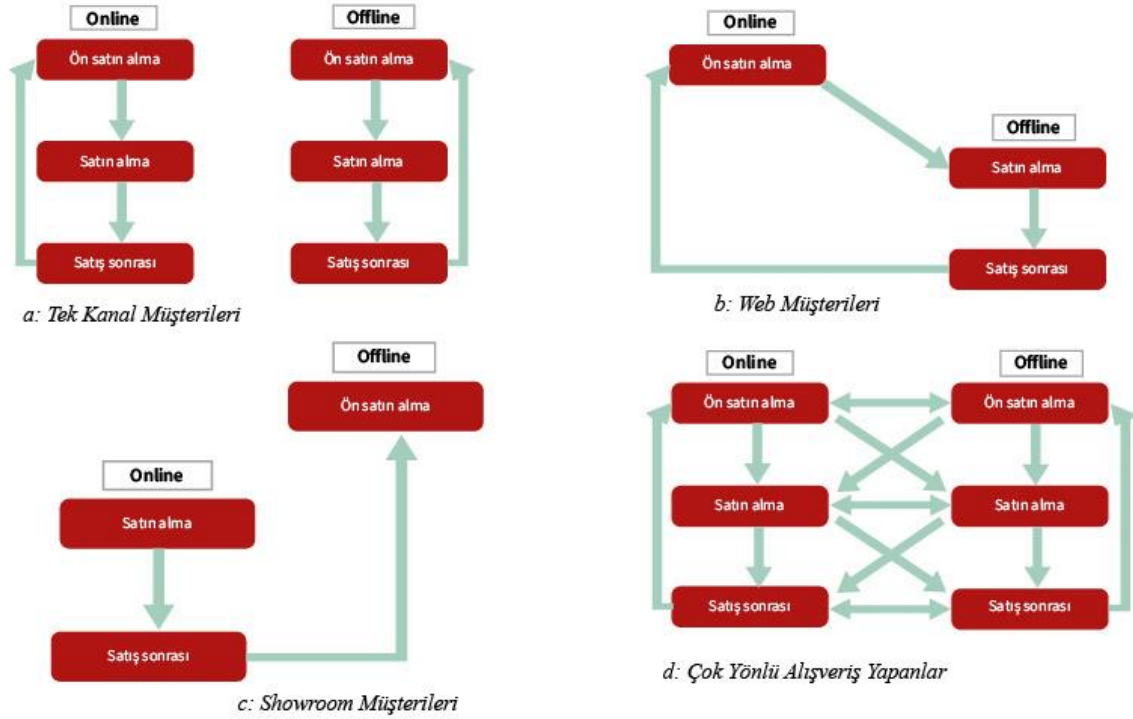 Online
Offline
Ön satın alma
Ön satın alma
Satın alma
Satın alma
Satış sonrası
Satış sonrası
a: Tek Kanal Müşterileri
Online
Ön satın alma
Offline
Satın alma
Satış sonrası
b: Web Müşterileri
Offline
Ön satın alma
Online
Satın alma
Satış sonrası
c: Showroom Müşterileri
Online
Offline
Ön satın alma
Ön satın alma
Satın alma
Satın alma
Satış sonrası
Satış sonrası
d: Çok Yönlü Alışveriş Yapanlar